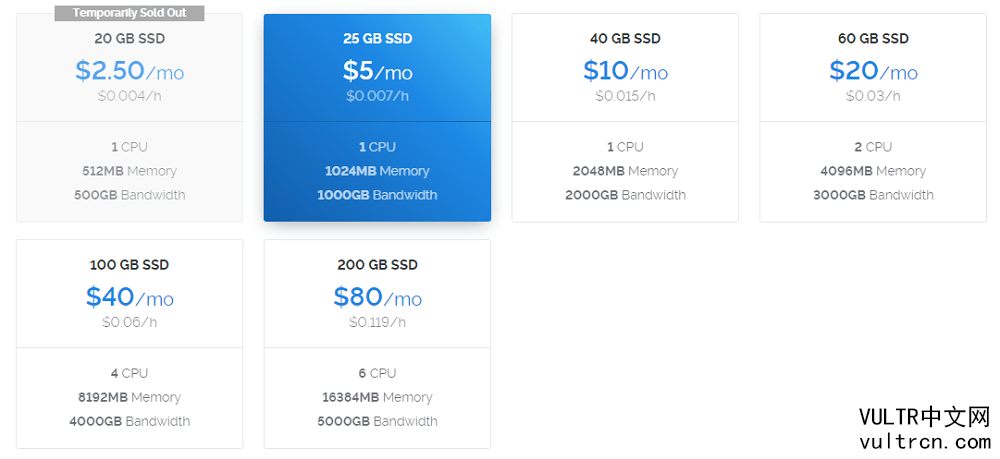 Temporarily Sold Out
20 GB SSD
$2.50/mo
$0.004/h
1 CPU
512MB Memory
500GB Bandwidth
25 GB SSD
$5/mo
$0.007/h
1 CPU
1024MB Memory
1000GB Bandwidth
40 GB SSD
$10/mo
$0.015/h
1 CPU
2048MB Memory
2000GB Bandwidth
60 GB SSD
$20/mo
$0.03/h
2 CPU
4096MB Memory
3000GB Bandwidth
100 GB SSD
$40/mo
$0.06/h
4 CPU
8192MB Memory
4000GB Bandwidth
200 GB SSD
$80/mo
$0.119/h
6 CPU
16384MB Memory
5000GB Bandwidth
VULTR中文网
vultrcn.com